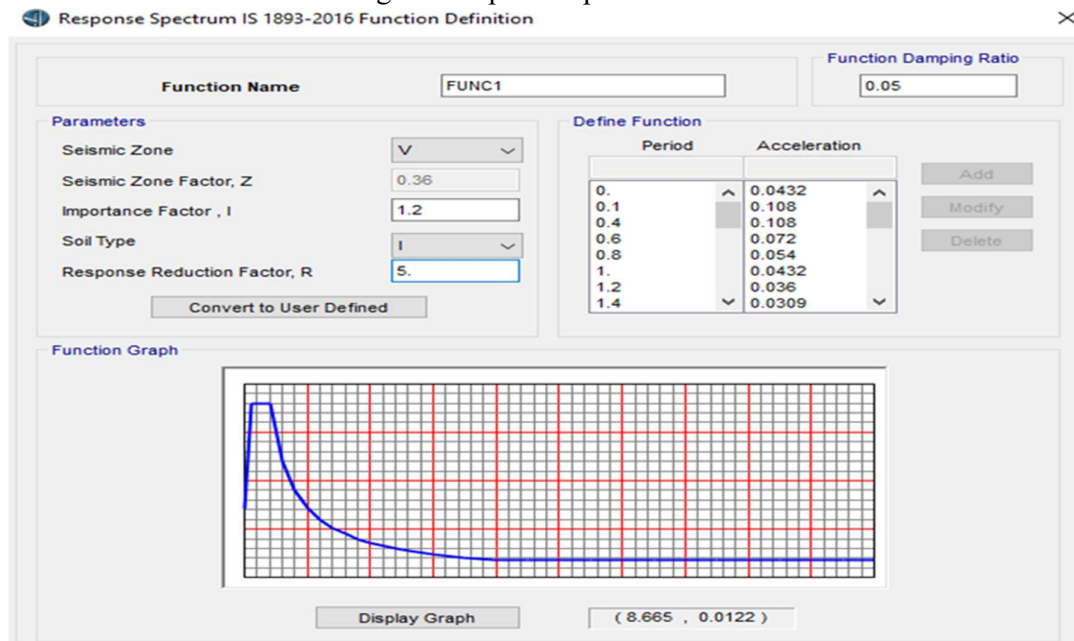 Response Spectrum IS 1893-2016 Function Definition
Function Damping Ratio
Function Name FUNC1 0.05
Parameters
Seismic Zone V
Seismic Zone Factor, Z 0.36
Importance Factor , I 1.2
Soil Type I
Response Reduction Factor, R 5.
Convert to User Defined
Define Function
Period Acceleration
0. 0.0432
0.1 0.108
0.4 0.108
0.6 0.072
0.8 0.054
1. 0.0432
1.2 0.036
1.4 0.0309
Add
Modify
Delete
Function Graph
Display Graph (8.665 , 0.0122 )